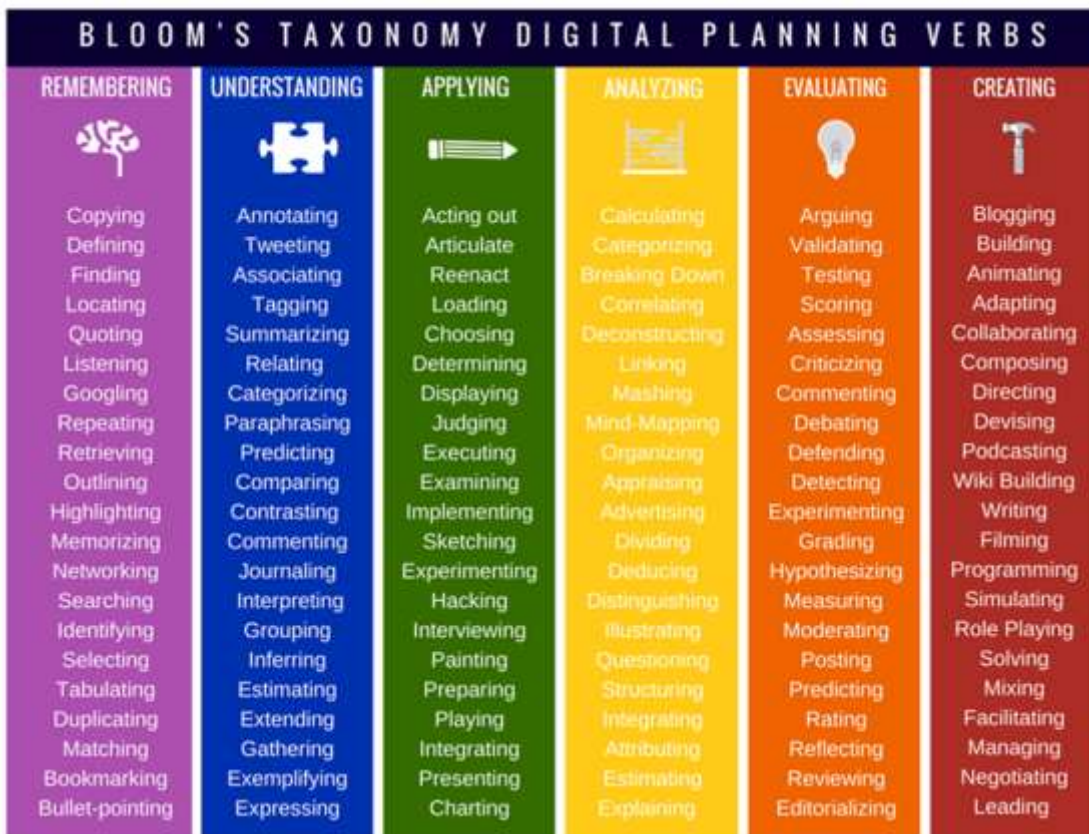 BLOOM'S TAXONOMY DIGITAL PLANNING VERBS
REMEMBERING
Copying
Defining
Finding
Locating
Quoting
Listening
Googling
Repeating
Retrieving
Outlining
Highlighting
Memorizing
Networking
Searching
Identifying
Selecting
Tabulating
Duplicating
Matching
Bookmarking
Bullet-pointing
UNDERSTANDING
Annotating
Tweeting
Associating
Tagging
Summarizing
Relating
Categorizing
Paraphrasing
Predicting
Comparing
Contrasting
Commenting
Journaling
Interpreting
Grouping
Inferring
Estimating
Extending
Gathering
Exemplifying
Expressing
APPLYING
Acting out
Articulate
Reenact
Loading
Choosing
Determining
Displaying
Judging
Executing
Examining
Implementing
Sketching
Experimenting
Hacking
Interviewing
Painting
Preparing
Playing
Integrating
Presenting
Charting
ANALYZING
Calculating
Categorizing
Breaking Down
Correlating
Deconstructing
Linking
Mashing
Mind-Mapping
Organizing
Appraising
Advertising
Dividing
Deducing
Distinguishing
Illustrating
Questioning
Structuring
Integrating
Attributing
Estimating
Explaining
EVALUATING
Arguing
Validating
Testing
Scoring
Assessing
Criticizing
Commenting
Debating
Defending
Detecting
Experimenting
Grading
Hypothesizing
Measuring
Moderating
Posting
Predicting
Rating
Reflecting
Reviewing
Editorializing
CREATING
Blogging
Building
Animating
Adapting
Collaborating
Composing
Directing
Devising
Podcasting
Wiki Building
Writing
Filming
Programming
Simulating
Role Playing
Solving
Mixing
Facilitating
Managing
Negotiating
Leading